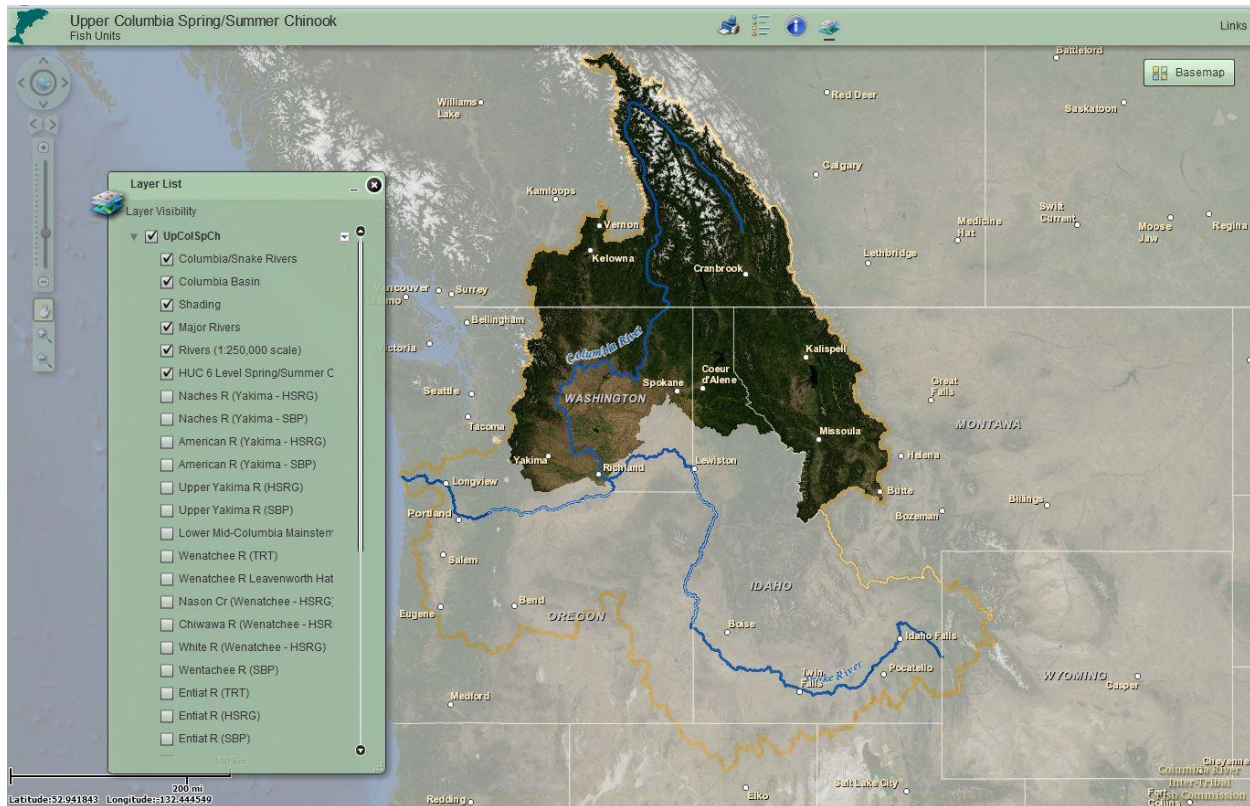 Upper Columbia Spring/Summer Chinook
Fish Units
Links
Basemap
Layer List
Layer Visibility
UpColSpCh
Columbia/Snake Rivers
Columbia Basin
Shading
Major Rivers
Rivers (1:250,000 scale)
HUC 6 Level Spring/Summer C
Naches R (Yakima - HSRG)
Naches R (Yakima - SBP)
American R (Yakima - HSRG)
American R (Yakima - SBP)
Upper Yakima R (HSRG)
Upper Yakima R (SBP)
Lower Mid-Columbia Mainstem
Wenatchee R (TRT)
Wenatchee R Leavenworth Hat
Nason Cr (Wenatchee - HSRG)
Chiwawa R (Wenatchee - HSR
White R (Wenatchee - HSRG)
Wentachee R (SBP)
Entiat R (TRT)
Entiat R (HSRG)
Entiat R (SBP)
400 km
200 mi
Latitude:52.941843 Longitude:-132.444549
Battleford
Williams
Lake
Red Deer
Saskatoon
Calgary
Kamloops
Vernon
Kelowna
Cranbrook
Medicine
Hat
Swift
Current
Moose
Jaw
Regina
Lethbridge
Surrey
Bellingham
Columbia River
Kalispell
Spokane
Coeur
d'Alene
Great
Falls
Seattle
WASHINGTON
Tacoma
Missoula
MONTANA
Helena
Yakima
Richland
Lewiston
Longview
Butte
Billings
Bozeman
Portland
Salem
IDAHO
Eugene
Bend
OREGON
Boise
Idaho Falls
Twin
Falls
River
Pocatello
WYOMING
Casper
Medford
Salt Lake City
Elko
Redding
Cheyenne
Fort
Collins
Columbia River
Inter-Tribal
Fish Commission